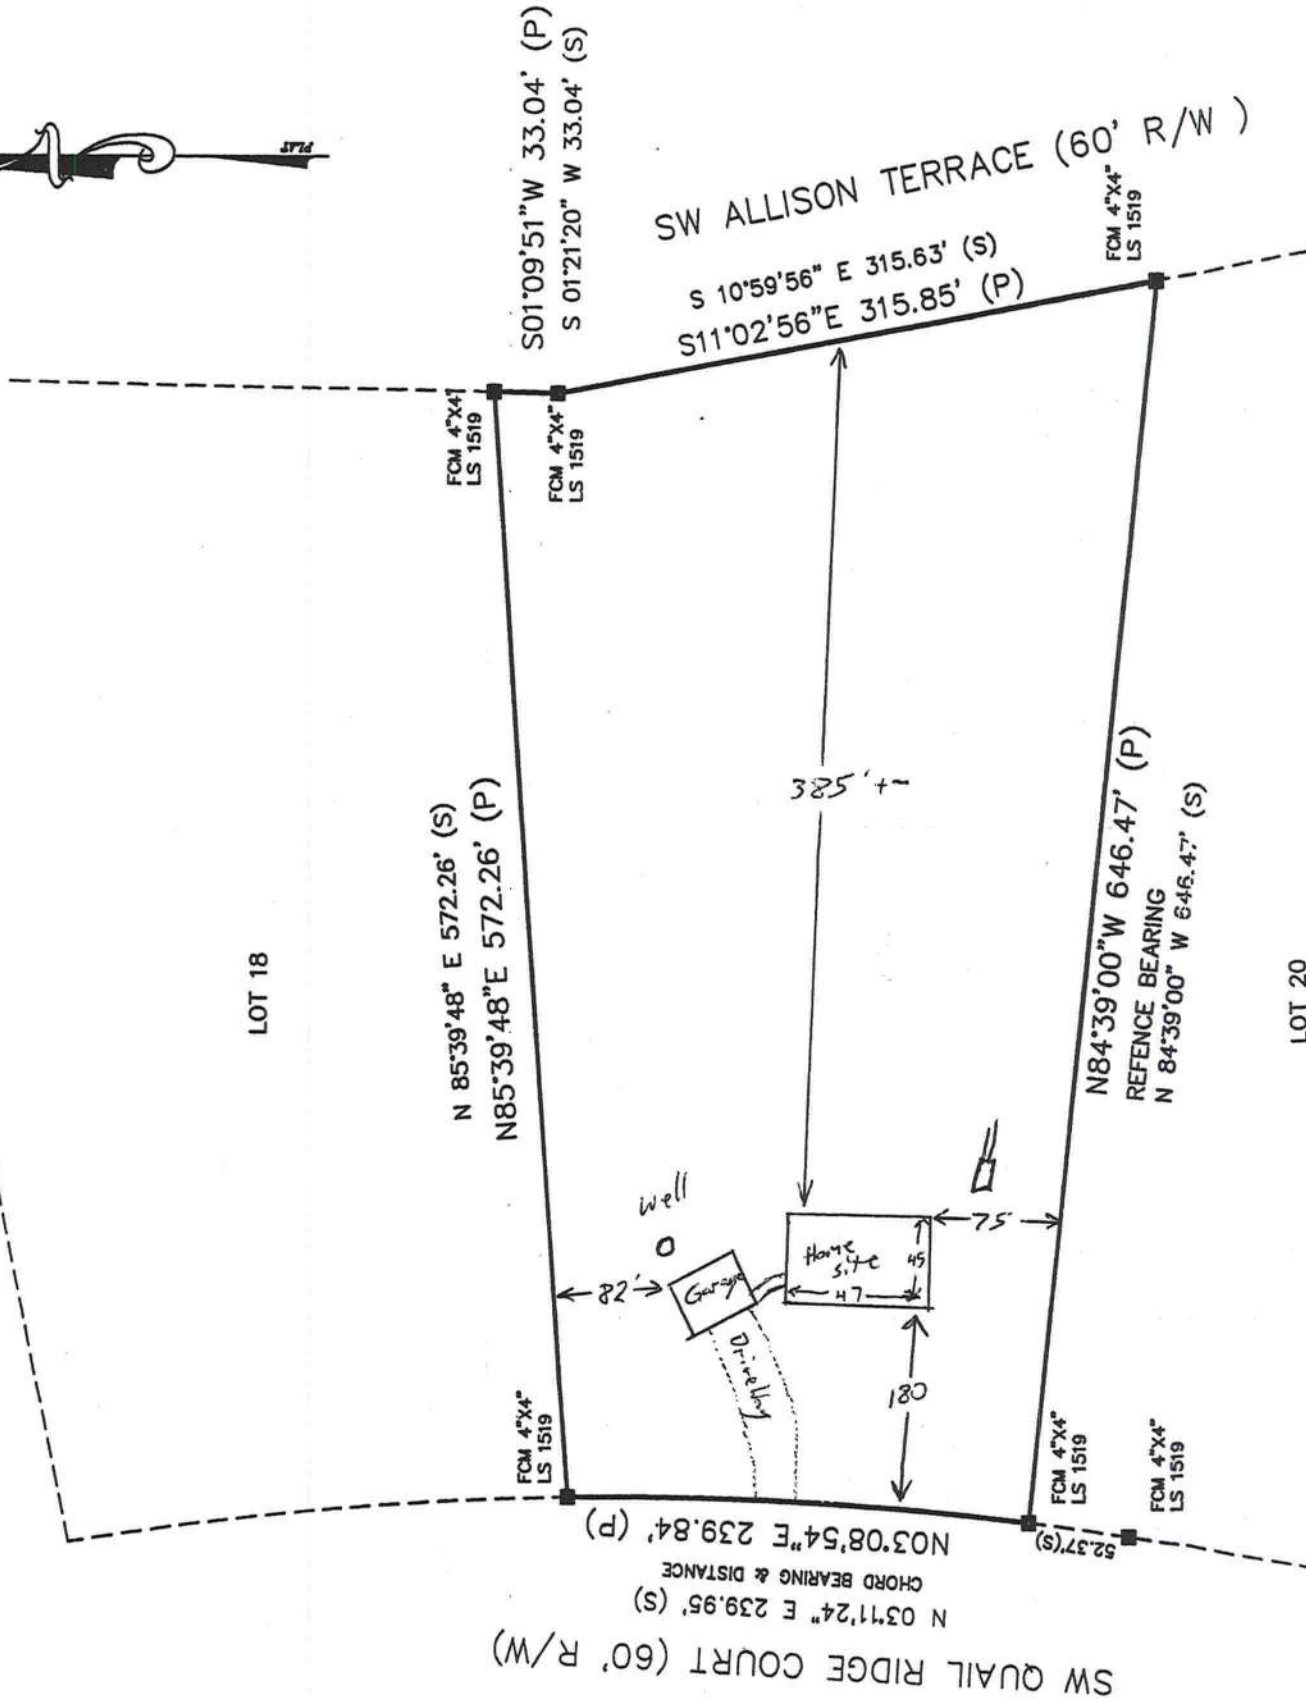 PLAT
S01°09'51"W 33.04' (P)
S 01°21'20" W 33.04' (S)
SW ALLISON TERRACE (60' R/W )
S 10°59'56" E 315.63' (S)
S11°02'56"E 315.85' (P)
FCM 4"X4"
LS 1519
FCM 4"X4"
LS 1519
FCM 4"X4"
LS 1519
LOT 18
N 85°39'48" E 572.26' (S)
N85°39'48"E 572.26' (P)
385'+-
N84°39'00"W 646.47' (P)
REFENCE BEARING
N 84°39'00" W 646.47' (S)
LOT 20
well
82'
Garage
Home
site
45
47
75
DriveWay
180
FCM 4"X4"
LS 1519
FCM 4"X4"
LS 1519
FCM 4"X4"
LS 1519
52.37'(S)
N03°08'54"E 239.84' (P)
CHORD BEARING & DISTANCE
N 03°11'24" E 239.95' (S)
SW QUAIL RIDGE COURT (60' R/W)